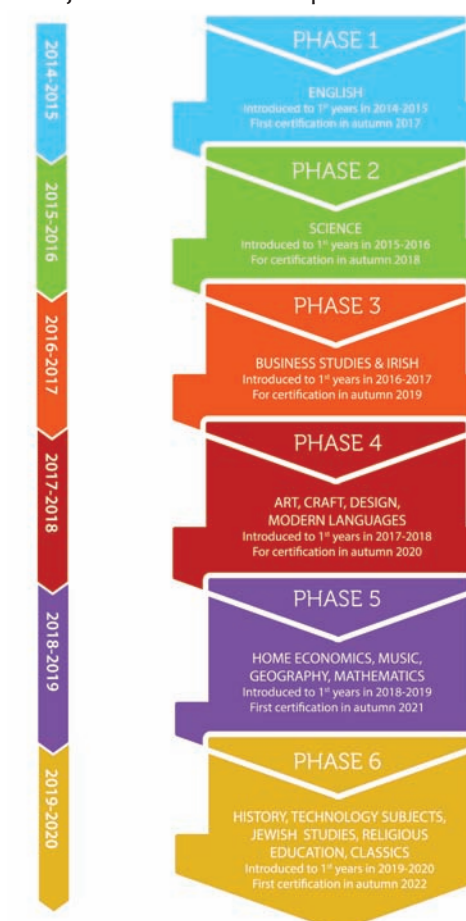 2014-2015
PHASE 1
ENGLISH
Introduced to 1st years in 2014-2015
First certification in autumn 2017
2015-2016
PHASE 2
SCIENCE
Introduced to 1st years in 2015-2016
For certification in autumn 2018
2016-2017
PHASE 3
BUSINESS STUDIES & IRISH
Introduced to 1st years in 2016-2017
For certification in autumn 2019
2017-2018
PHASE 4
ART, CRAFT, DESIGN,
MODERN LANGUAGES
Introduced to 1st years in 2017-2018
For certification in autumn 2020
2018-2019
PHASE 5
HOME ECONOMICS, MUSIC,
GEOGRAPHY, MATHEMATICS
Introduced to 1st years in 2018-2019
First certification in autumn 2021
2019-2020
PHASE 6
HISTORY, TECHNOLOGY SUBJECTS,
JEWISH STUDIES, RELIGIOUS
EDUCATION, CLASSICS
Introduced to 1st years in 2019-2020
First certification in autumn 2022